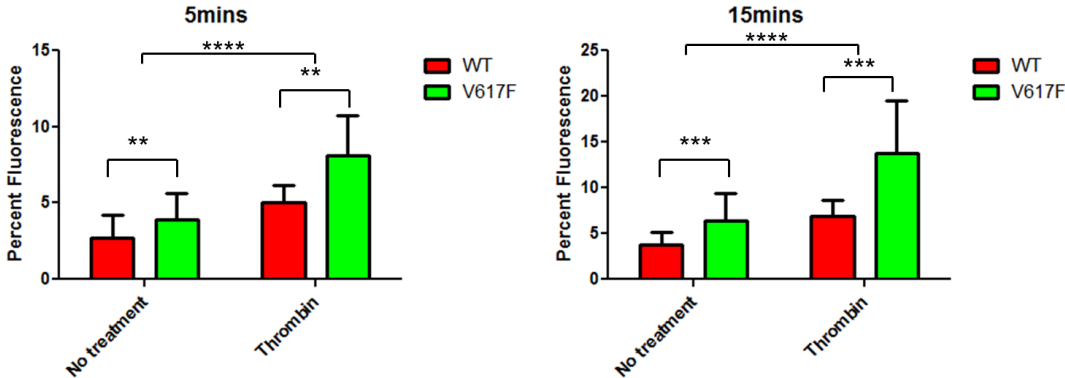 5mins
15
10
5
0
Percent Fluorescence
****
**
**
WT
V617F
No treatment
Thrombin
15mins
25
20
15
10
5
0
Percent Fluorescence
****
***
***
WT
V617F
No treatment
Thrombin